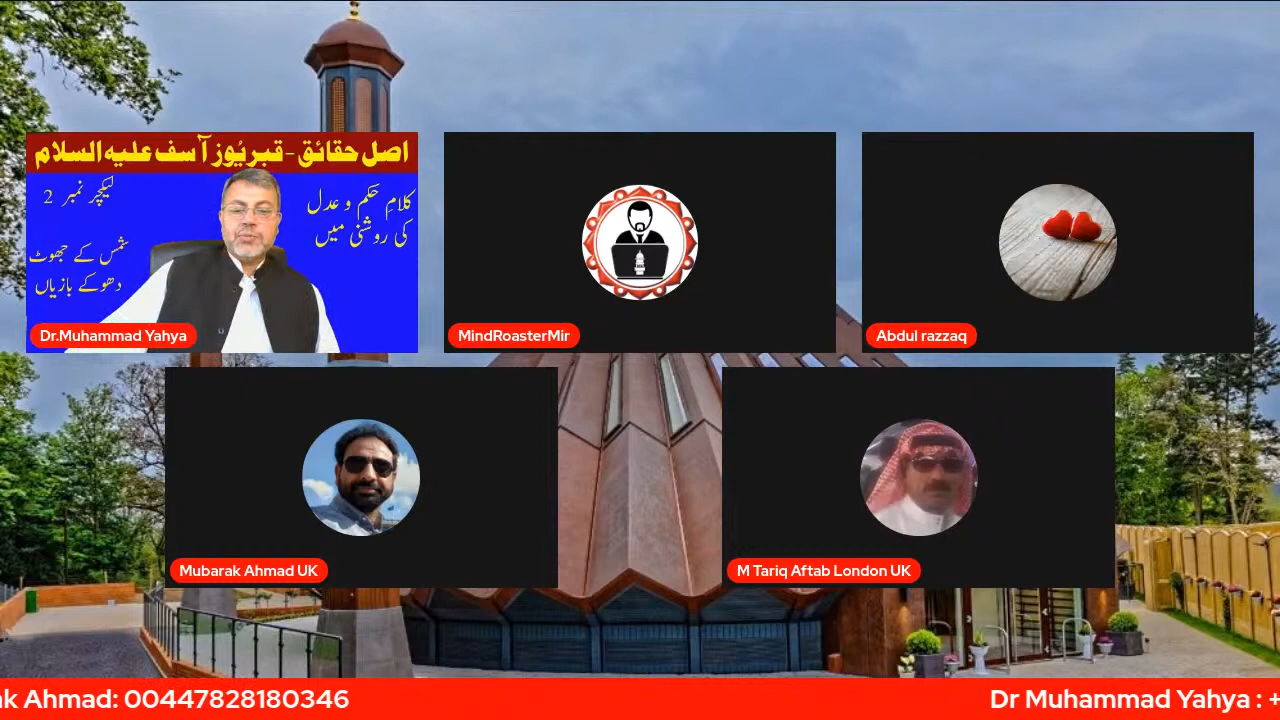 اصل حقائق - قبر یُوز آسف علیہ السلام
لیکچر نمبر 2
کلامِ حکم و عدل
کی روشنی میں
شمس کے جھوٹ
دھوکے بازیاں
Dr.Muhammad Yahya
MindRoasterMir
Abdul razzaq
Mubarak Ahmad UK
M Tariq Aftab London UK
ak Ahmad: 00447828180346
Dr Muhammad Yahya : +